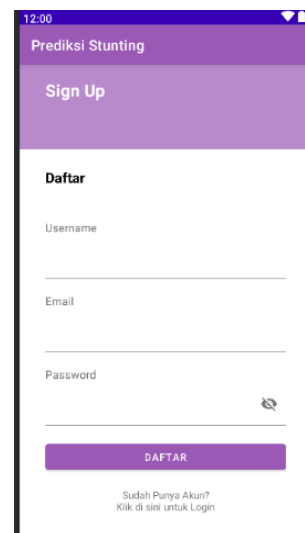 12:00
Prediksi Stunting
Sign Up
Daftar
Username
Email
Password
DAFTAR
Sudah Punya Akun?
Klik di sini untuk Login